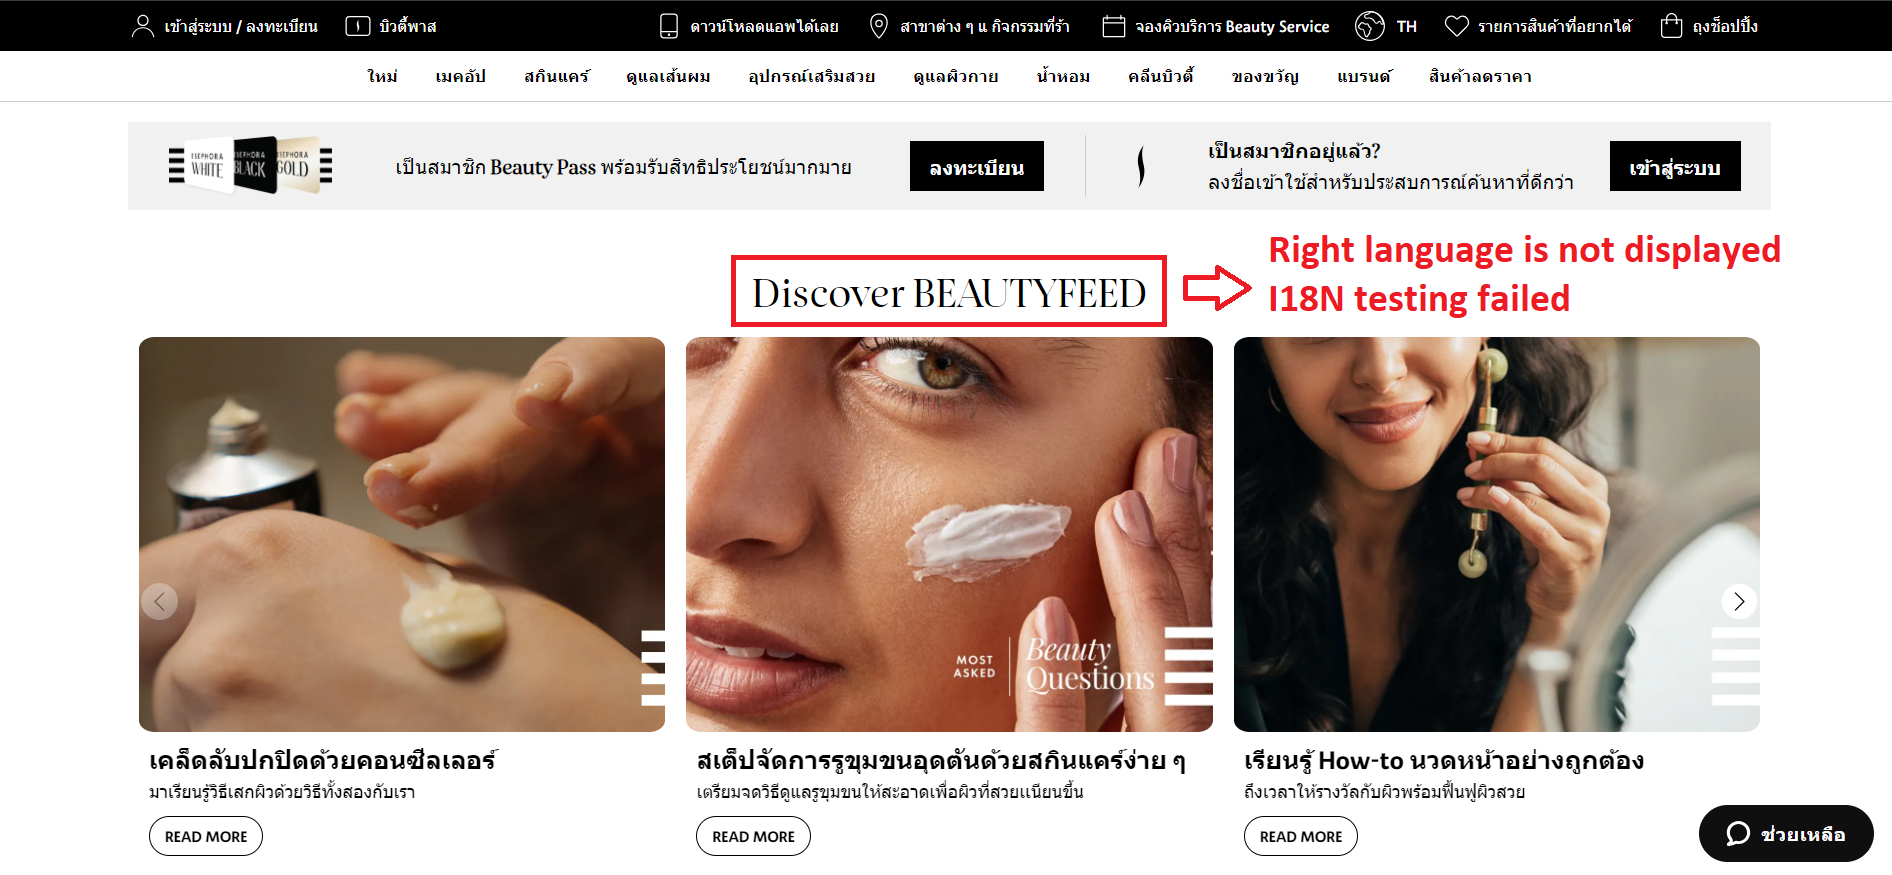 เข้าสู่ระบบ / ลงทะเบียน บิวตี้พาส ดาวน์โหลดแอพได้เลย สาขาต่าง ๆ แ กิจกรรมที่ร้า จองคิวบริการ Beauty Service TH รายการสินค้าที่อยากได้ ถุงช็อปปิ้ง
ใหม่ เมคอัป สกินแคร์ ดูแลเส้นผม อุปกรณ์เสริมสวย ดูแลผิวกาย น้ำหอม คลีนบิวตี้ ของขวัญ แบรนด์ สินค้าลดราคา
SEPHORA WHITE SEPHORA BLACK SEPHORA GOLD
เป็นสมาชิก Beauty Pass พร้อมรับสิทธิประโยชน์มากมาย
ลงทะเบียน
เป็นสมาชิกอยู่แล้ว?
ลงชื่อเข้าใช้สำหรับประสบการณ์ค้นหาที่ดีกว่า
เข้าสู่ระบบ
Discover BEAUTYFEED
Right language is not displayed
I18N testing failed
MOST ASKED
Beauty Questions
เคล็ดลับปกปิดด้วยคอนซีลเลอร์
มาเรียนรู้วิธีเสกผิวด้วยวิธีทั้งสองกับเรา
READ MORE
สเต็ปจัดการรูขุมขนอุดตันด้วยสกินแคร์ง่าย ๆ
เตรียมจดวิธีดูแลรูขุมขนให้สะอาดเพื่อผิวที่สวยแนียนขึ้น
READ MORE
เรียนรู้ How-to นวดหน้าอย่างถูกต้อง
ถึงเวลาให้รางวัลกับผิวพร้อมฟื้นฟูผิวสวย
READ MORE
ช่วยเหลือ